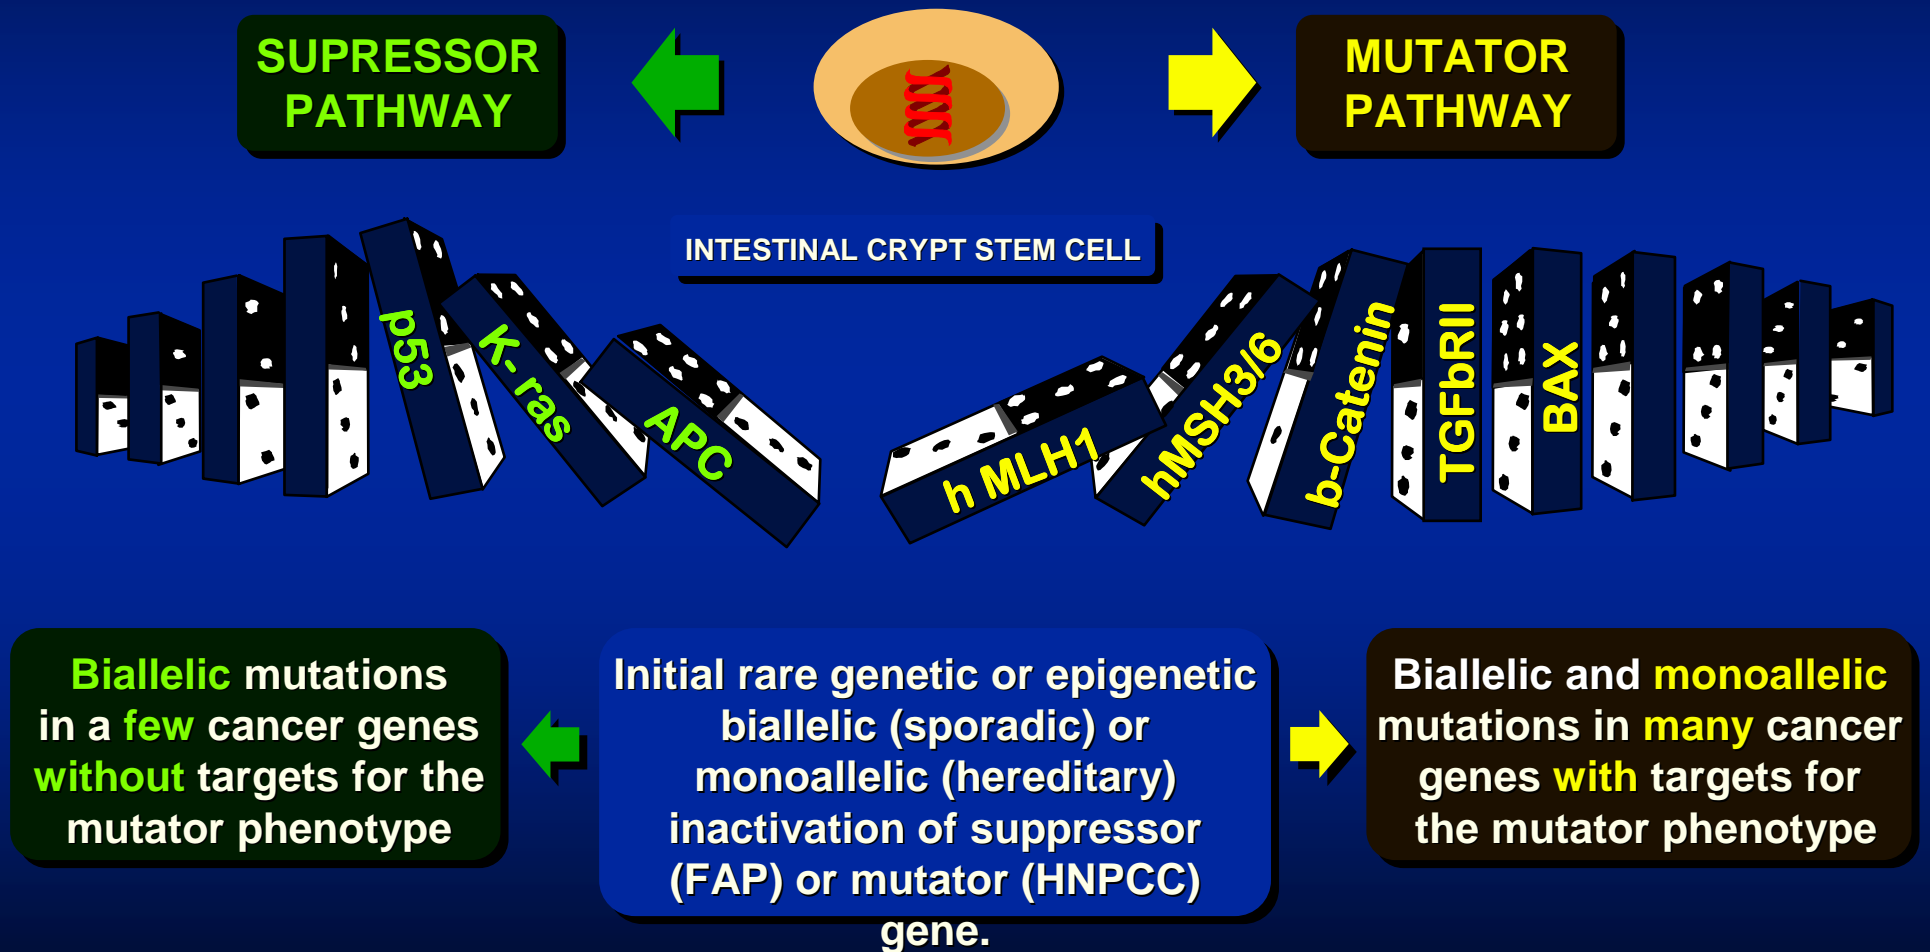 SUPRESSOR
PATHWAY
MUTATOR
PATHWAY
INTESTINAL CRYPT STEM CELL
p53
K- ras
APC
h MLH1
hMSH3/6
b-Catenin
TGFbRII
BAX
Biallelic mutations
in a few cancer genes
without targets for the
mutator phenotype
Initial rare genetic or epigenetic
biallelic (sporadic) or
monoallelic (hereditary)
inactivation of suppressor
(FAP) or mutator (HNPCC)
gene.
Biallelic and monoallelic
mutations in many cancer
genes with targets for
the mutator phenotype